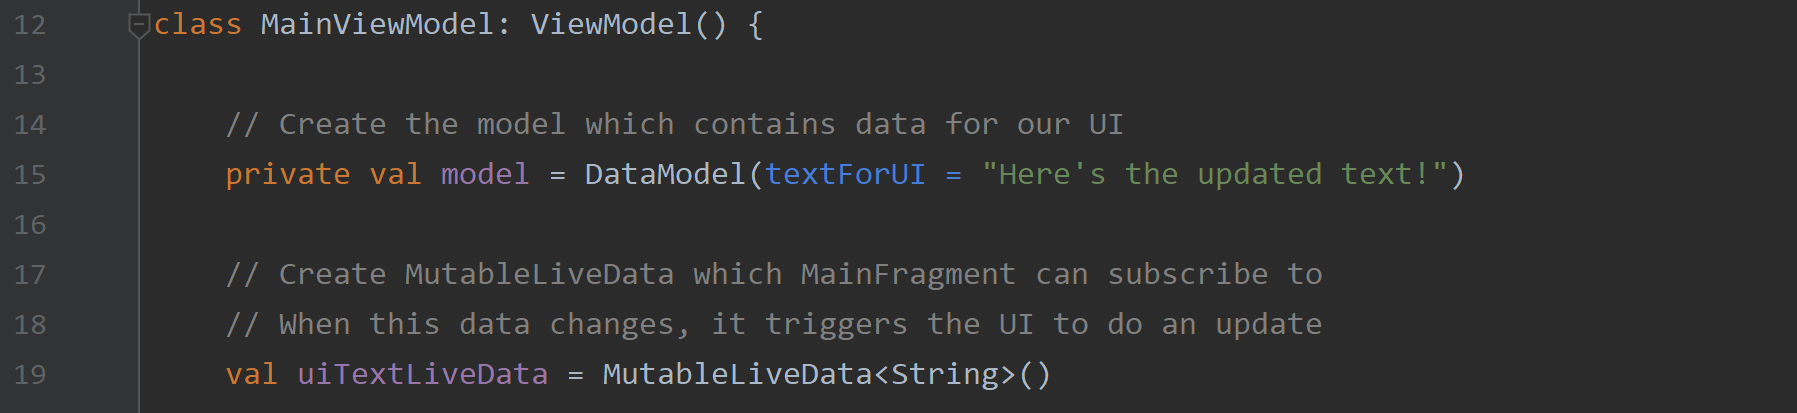 12 class MainViewModel: ViewModel() {
13
14 // Create the model which contains data for our UI
15 private val model = DataModel(textForUI = "Here's the updated text!")
16
17 // Create MutableLiveData which MainFragment can subscribe to
18 // When this data changes, it triggers the UI to do an update
19 val uiTextLiveData = MutableLiveData<String>()